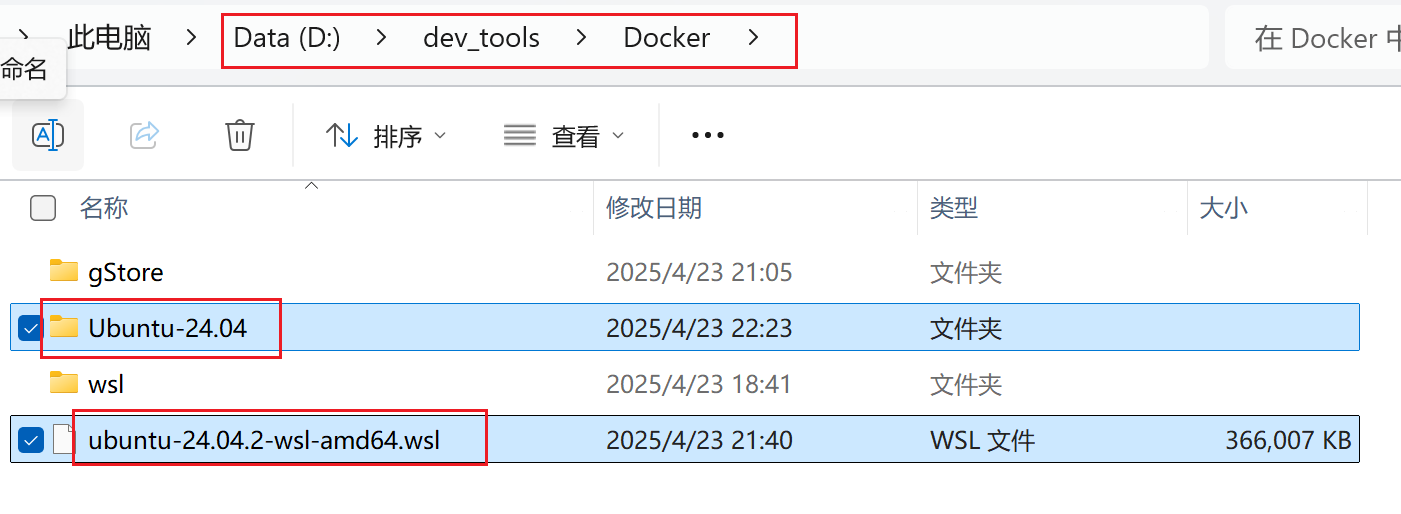 此电脑 > Data (D:) > dev_tools > Docker >
在 Docker 中
命名
排序 查看
名称 修改日期 类型 大小
gStore 2025/4/23 21:05 文件夹
Ubuntu-24.04 2025/4/23 22:23 文件夹
wsl 2025/4/23 18:41 文件夹
ubuntu-24.04.2-wsl-amd64.wsl 2025/4/23 21:40 WSL 文件 366,007 KB